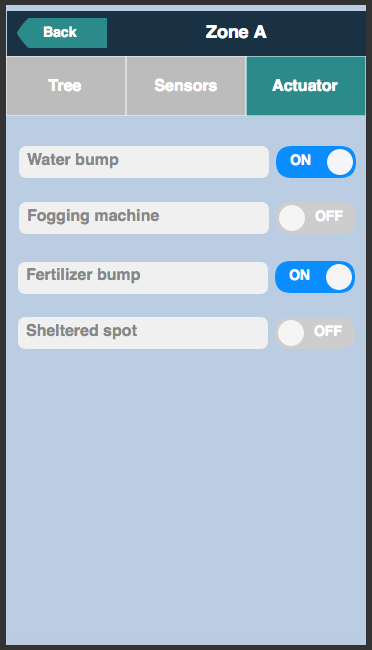 Back
Zone A
Tree
Sensors
Actuator
Water bump
ON
Fogging machine
OFF
Fertilizer bump
ON
Sheltered spot
OFF